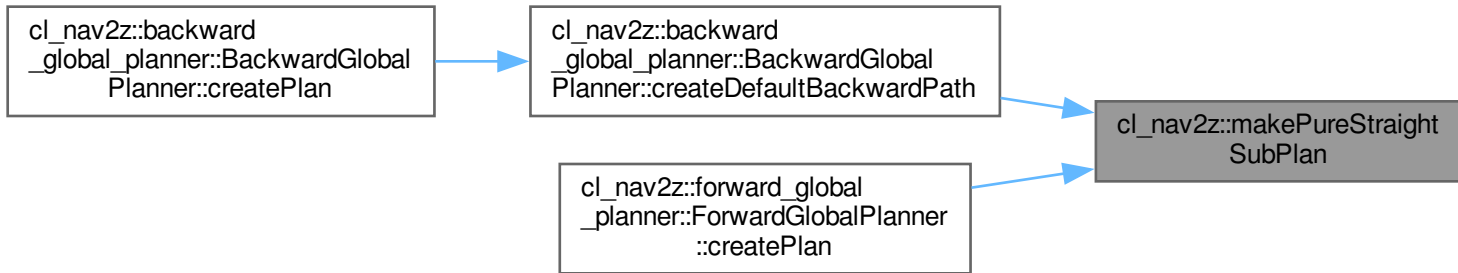 cl_nav2z::backward
_global_planner::BackwardGlobal
Planner::createPlan
cl_nav2z::backward
_global_planner::BackwardGlobal
Planner::createDefaultBackwardPath
cl_nav2z::makePureStraight
SubPlan
cl_nav2z::forward_global
_planner::ForwardGlobalPlanner
::createPlan